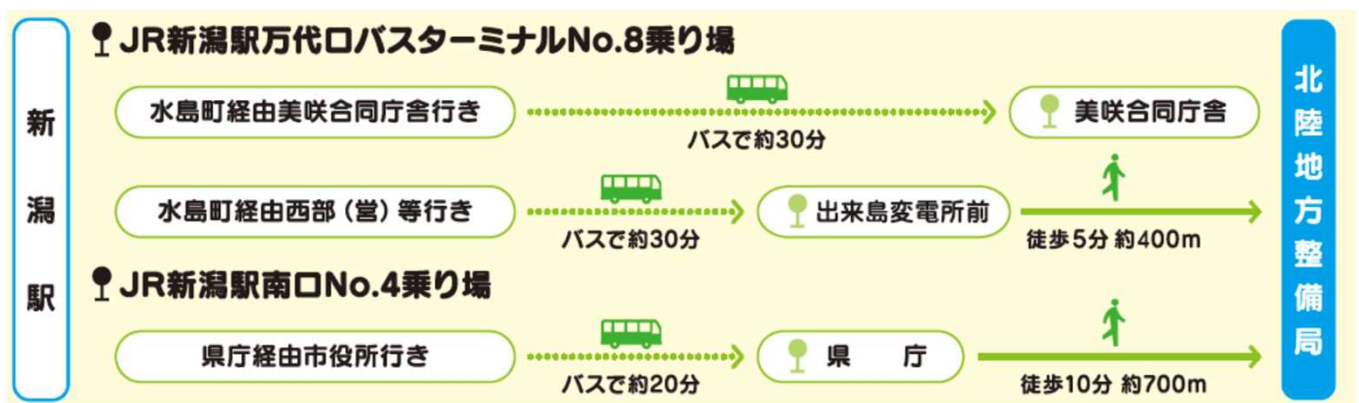 新潟駅
JR新潟駅万代口バスターミナルNo.8乗り場
水島町経由美咲合同庁舎行き
バスで約30分
美咲合同庁舎
水島町経由西部（営）等行き
バスで約30分
出来島変電所前
徒歩5分 約400m
JR新潟駅南口No.4乗り場
県庁経由市役所行き
バスで約20分
県　庁
徒歩10分 約700m
北陸地方整備局